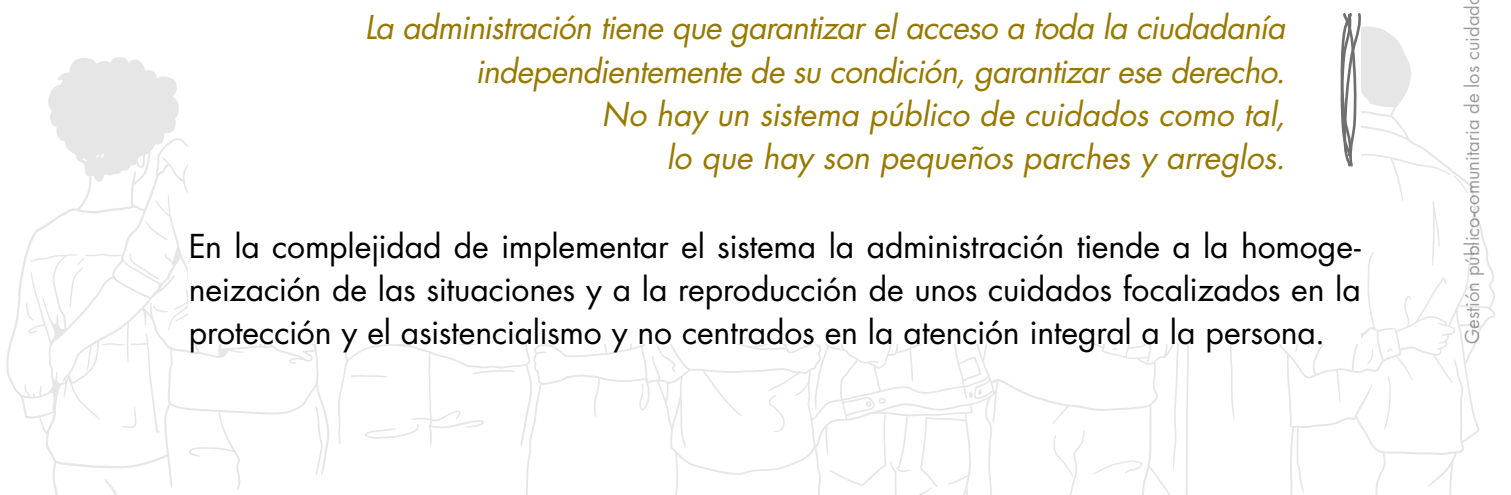 La administración tiene que garantizar el acceso a toda la ciudadanía
independientemente de su condición, garantizar ese derecho.
No hay un sistema público de cuidados como tal,
lo que hay son pequeños parches y arreglos.
En la complejidad de implementar el sistema la administración tiende a la homoge-
neización de las situaciones y a la reproducción de unos cuidados focalizados en la
protección y el asistencialismo y no centrados en la atención integral a la persona.
Gestión público-comunitaria de los cuidado